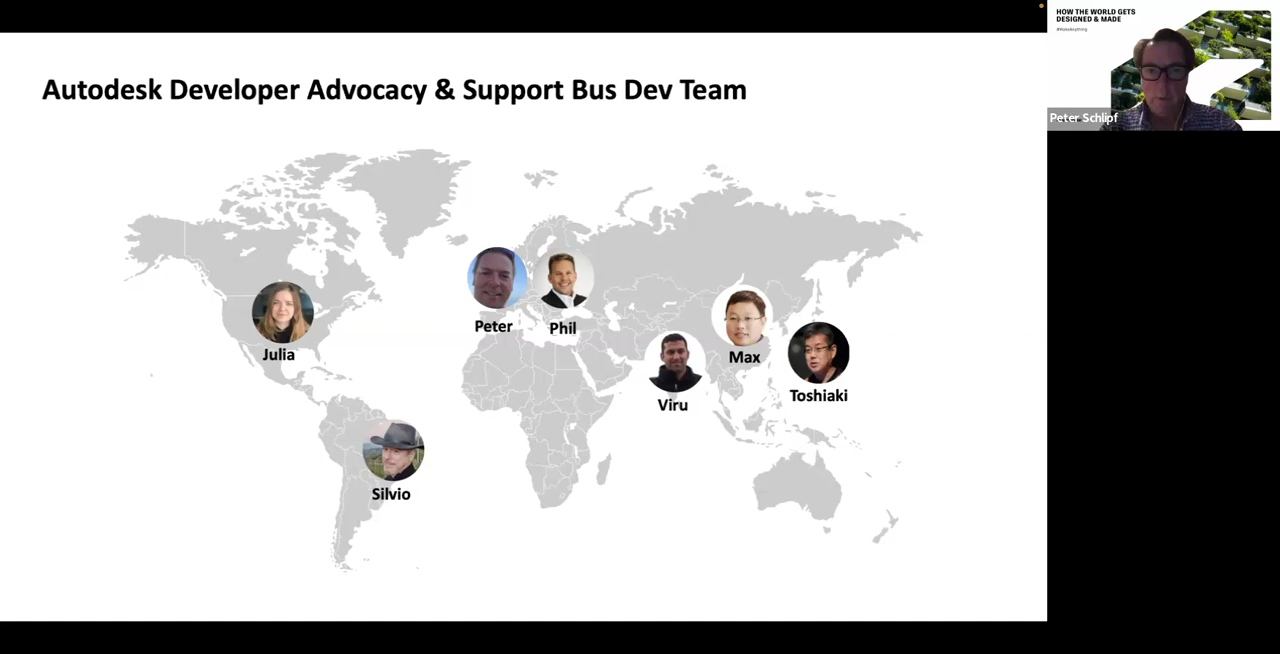 HOW THE WORLD GETS
DESIGNED & MADE
#MakeAnything
Peter Schlipf
Autodesk Developer Advocacy & Support Bus Dev Team
Peter
Phil
Julia
Max
Toshiaki
Viru
Silvio